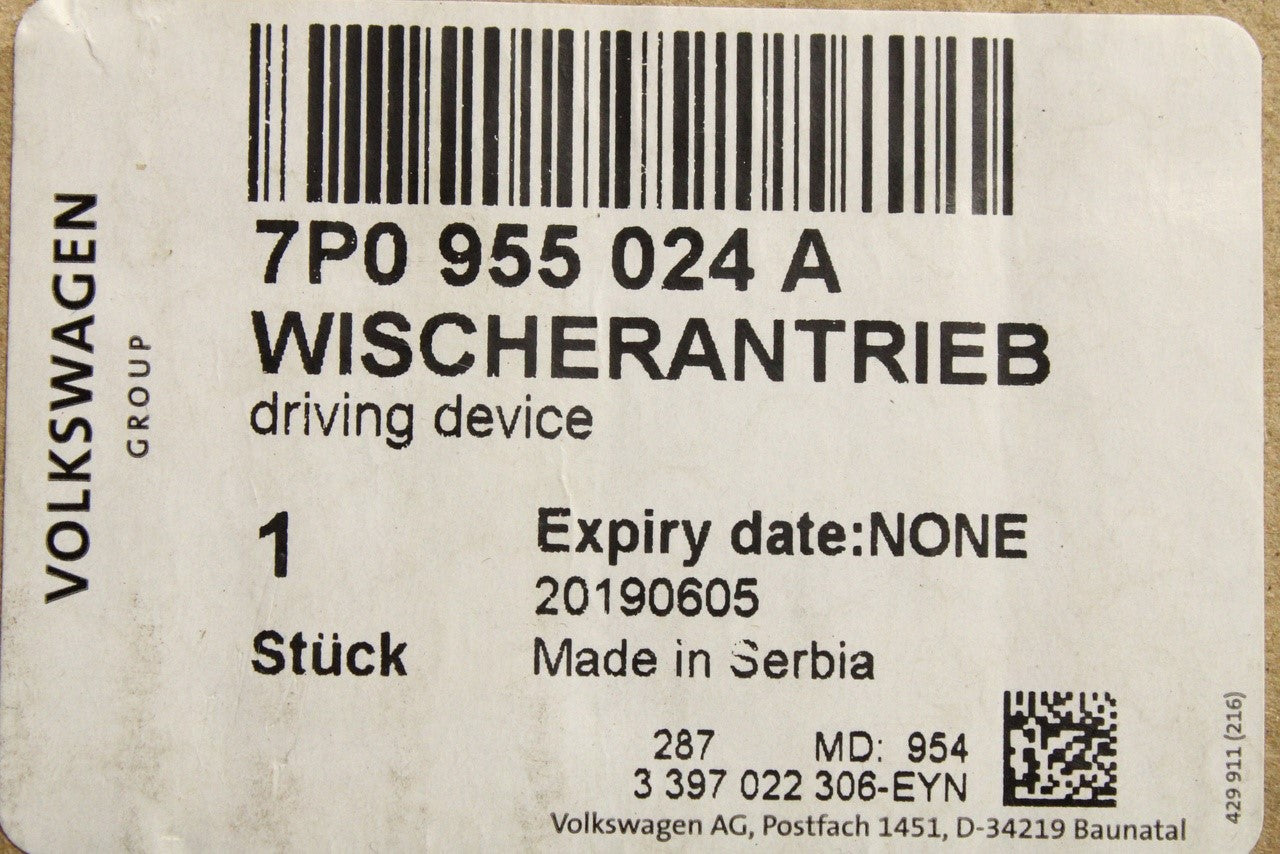 VOLKSWAGEN
GROUP
7P0 955 024 A
WISCHERANTRIEB
driving device
1
Expiry date:NONE
20190605
Stück
Made in Serbia
287 MD: 954
3 397 022 306-EYN
Volkswagen AG, Postfach 1451, D-34219 Baunatal
429 911 (216)